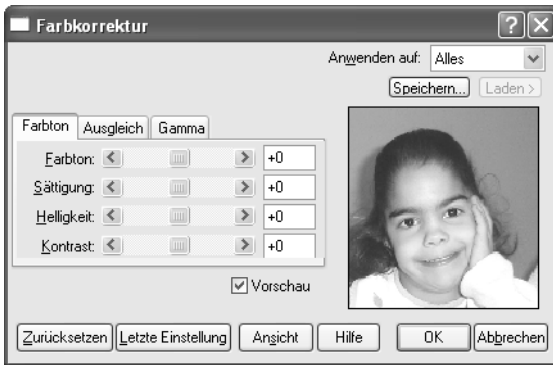 Farbkorrektur
Anwenden auf: Alles
Speichern... Laden >
Farbton Ausgleich Gamma
Farbton: +0
Sättigung: +0
Helligkeit: +0
Kontrast: +0
Vorschau
Zurücksetzen Letzte Einstellung Ansicht Hilfe OK Abbrechen